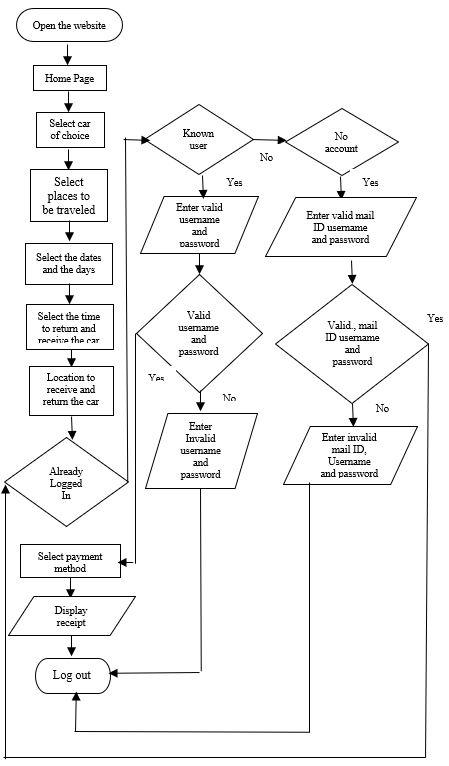 Open the website
Home Page
Select car
of choice
Select
places to
be traveled
Select the dates
and the days
Select the time
to return and
receive the car
Location to
receive and
return the car
Already
Logged
In
Select payment
method
Display
receipt
Log out
Known
user
No
Yes
Enter valid
username
and
password
Valid
username
and
password
Yes
No
Enter
Invalid
username
and
password
No
account
Yes
Enter valid mail
ID username
and password
Valid., mail
ID username
and
password
Yes
No
Enter invalid
mail ID,
Username
and password